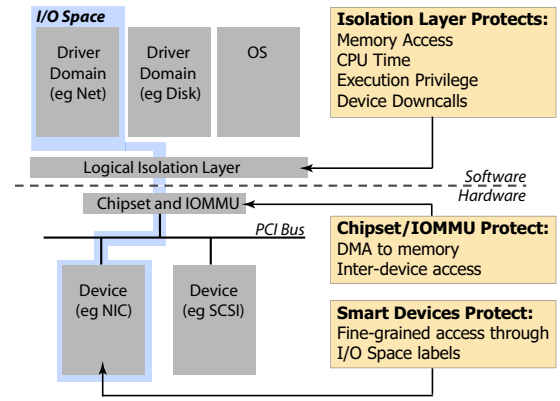 I/O Space
Driver
Domain
(eg Net)
Driver
Domain
(eg Disk)
OS
Isolation Layer Protects:
Memory Access
CPU Time
Execution Privilege
Device Downcalls
Logical Isolation Layer
Software
Hardware
Chipset and IOMMU
PCI Bus
Chipset/IOMMU Protect:
DMA to memory
Inter-device access
Device
(eg NIC)
Device
(eg SCSI)
Smart Devices Protect:
Fine-grained access through
I/O Space labels